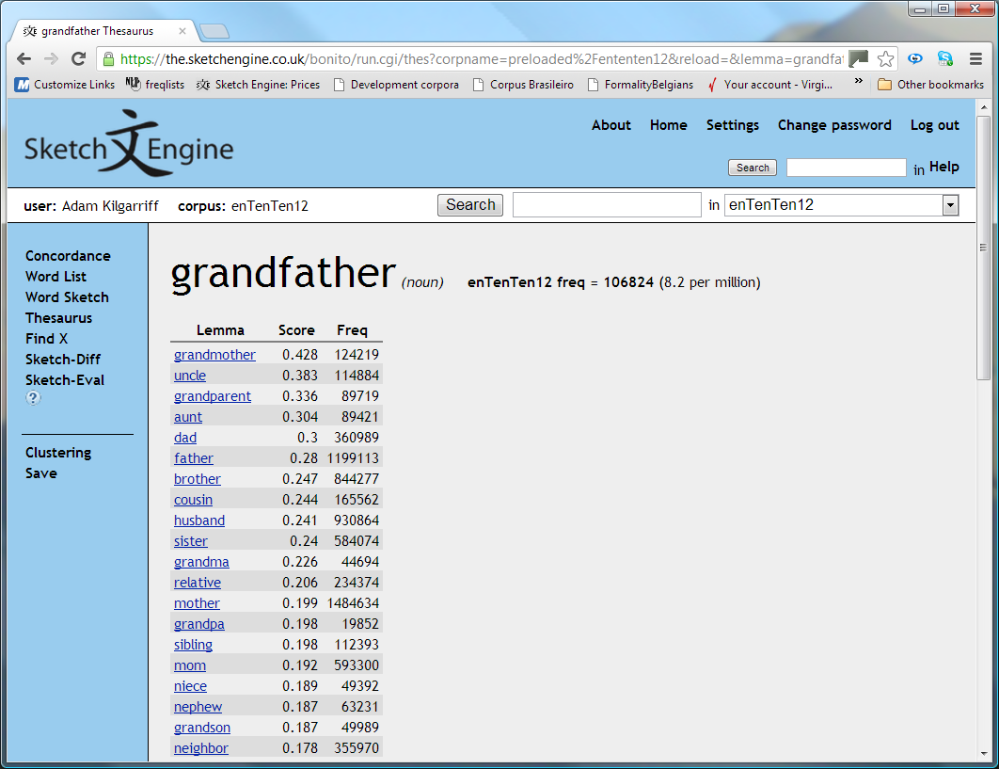 grandfather Thesaurus
https://the.sketchengine.co.uk/bonito/run.cgi/thes?corpname=preloaded%2Fententen12&reload=&lemma=grandfat
Customize Links freqlists Sketch Engine: Prices Development corpora Corpus Brasileiro FormalityBelgians Your account - Virgi... » Other bookmarks
Sketch 文 Engine
About Home Settings Change password Log out
Search in Help
user: Adam Kilgarriff corpus: enTenTen12 Search in enTenTen12
Concordance
Word List
Word Sketch
Thesaurus
Find X
Sketch-Diff
Sketch-Eval
?
Clustering
Save
grandfather (noun) enTenTen12 freq = 106824 (8.2 per million)
Lemma Score Freq
grandmother 0.428 124219
uncle 0.383 114884
grandparent 0.336 89719
aunt 0.304 89421
dad 0.3 360989
father 0.28 1199113
brother 0.247 844277
cousin 0.244 165562
husband 0.241 930864
sister 0.24 584074
grandma 0.226 44694
relative 0.206 234374
mother 0.199 1484634
grandpa 0.198 19852
sibling 0.198 112393
mom 0.192 593300
niece 0.189 49392
nephew 0.187 63231
grandson 0.187 49989
neighbor 0.178 355970